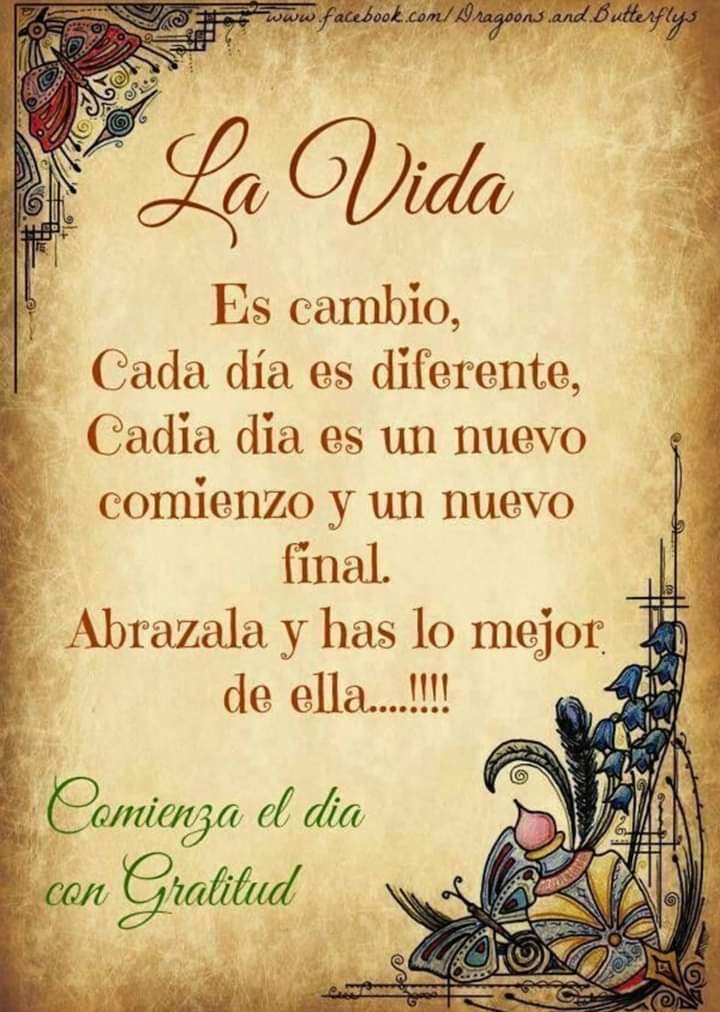 www.facebook.com/Dragoons.and.Butterflys
La Vida
Es cambio,
Cada día es diferente,
Cadia dia es un nuevo
comienzo y un nuevo
final.
Abrazala y has lo mejor
de ella....!!!!
Comienza el dia
con Gratitud